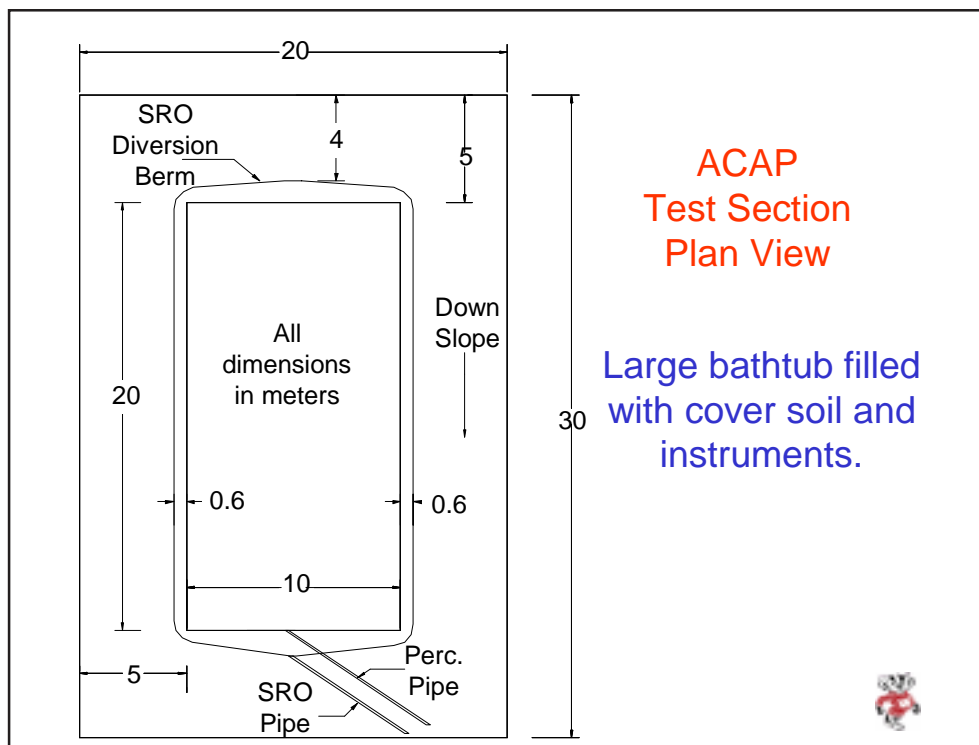 20
SRO
Diversion
Berm
4
5
ACAP
Test Section
Plan View
Down
Slope
All
dimensions
in meters
Large bathtub filled
with cover soil and
instruments.
20
30
0.6
0.6
10
5
Perc.
Pipe
SRO
Pipe